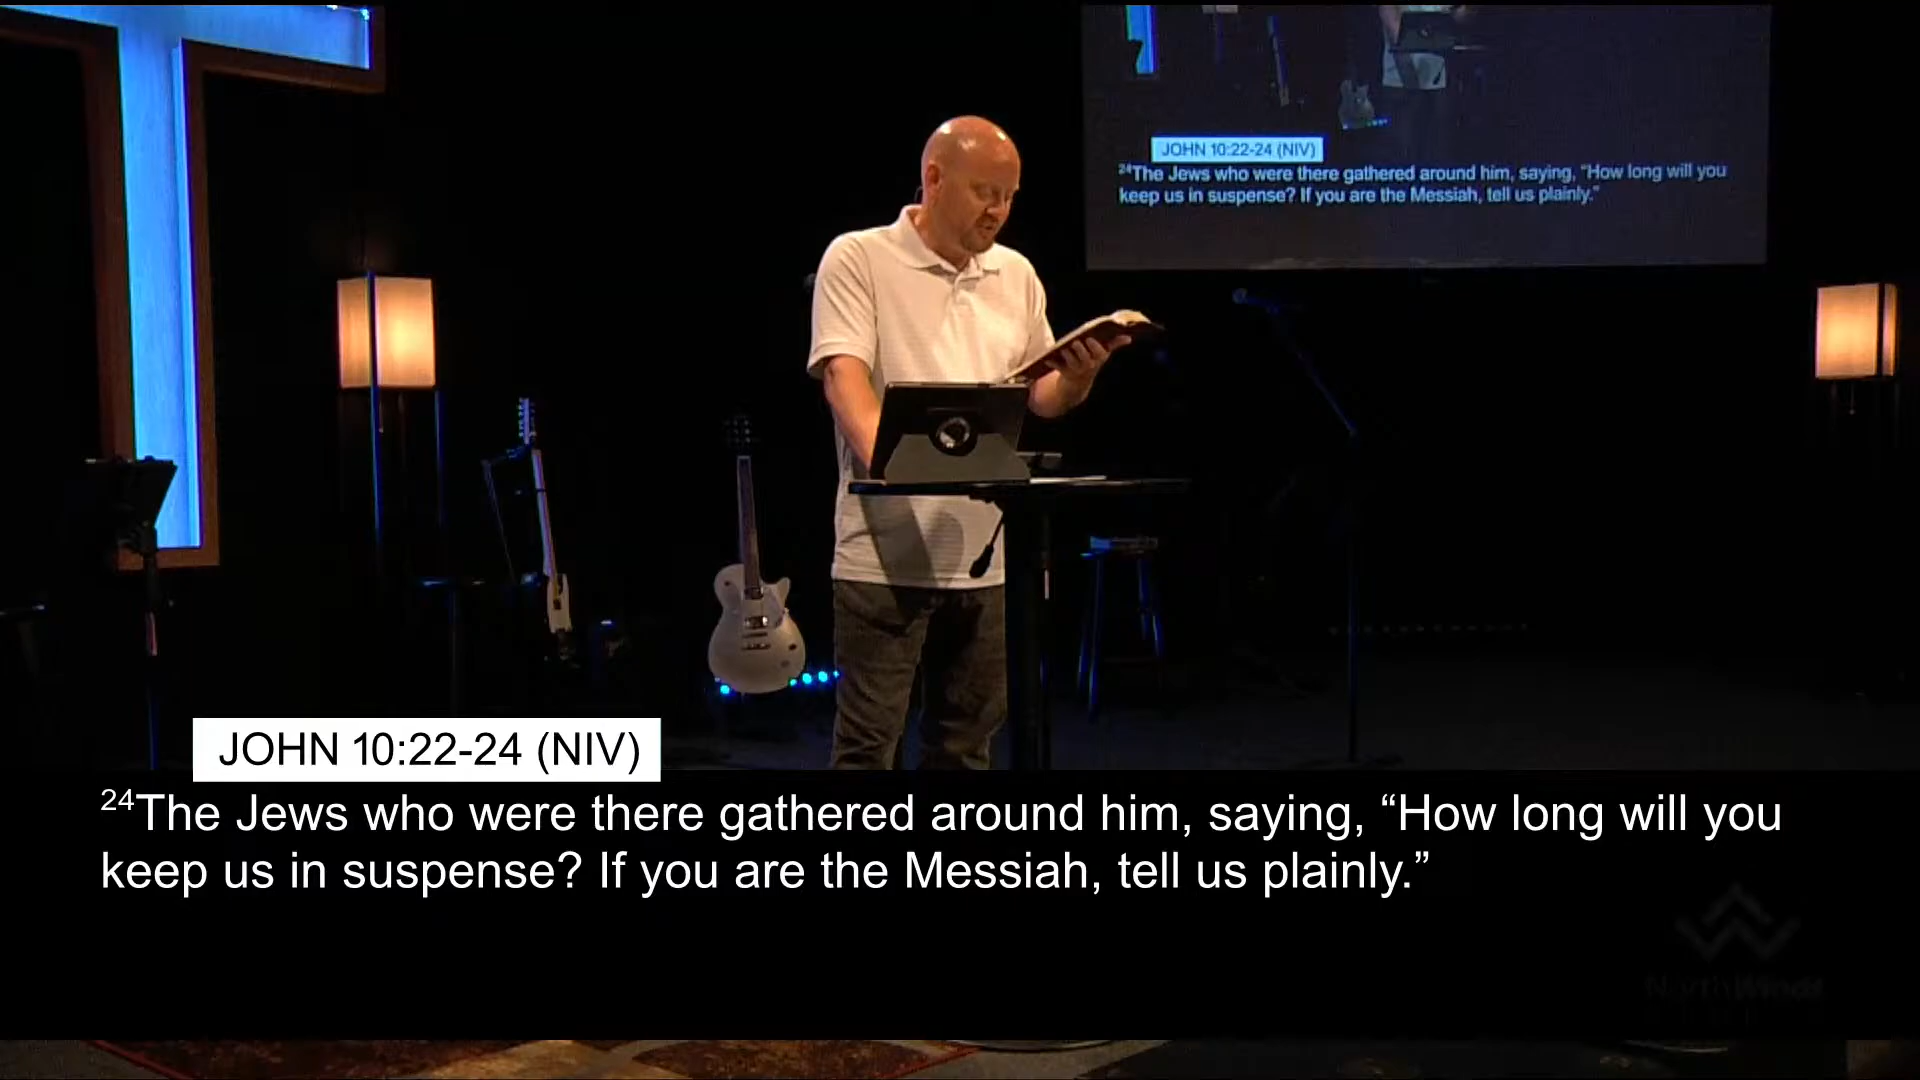 JOHN 10:22-24 (NIV)
24The Jews who were there gathered around him, saying, “How long will you
keep us in suspense? If you are the Messiah, tell us plainly.”
JOHN 10:22-24 (NIV)
24The Jews who were there gathered around him, saying, “How long will you
keep us in suspense? If you are the Messiah, tell us plainly.”